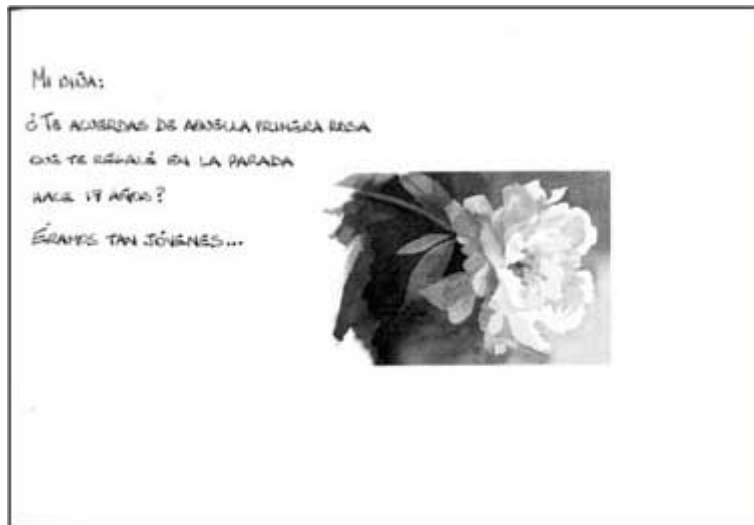 Mi niña:
¿Te acuerdas de aquella primera rosa
que te regalé en la parada
hace 17 años?
Éramos tan jóvenes...